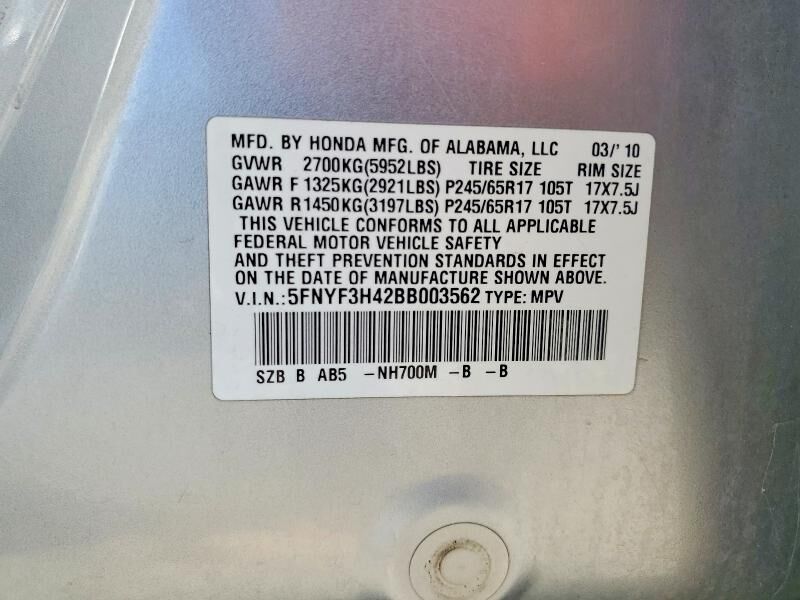 MFD. BY HONDA MFG. OF ALABAMA, LLC 03/'10
GVWR 2700KG(5952LBS) TIRE SIZE RIM SIZE
GAWR F 1325KG(2921LBS) P245/65R17 105T 17X7.5J
GAWR R1450KG(3197LBS) P245/65R17 105T 17X7.5J
THIS VEHICLE CONFORMS TO ALL APPLICABLE
FEDERAL MOTOR VEHICLE SAFETY
AND THEFT PREVENTION STANDARDS IN EFFECT
ON THE DATE OF MANUFACTURE SHOWN ABOVE.
V.I.N.:5FNYF3H42BB003562 TYPE: MPV
SZB B AB5 -NH700M -B -B